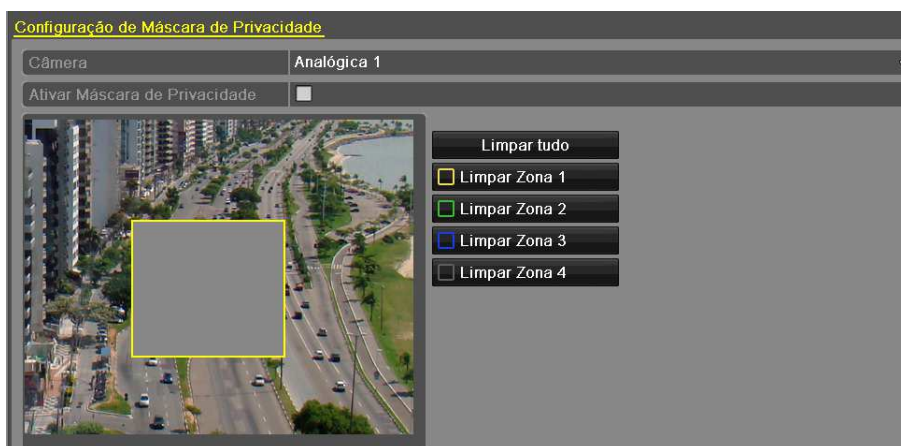 Configuração de Máscara de Privacidade
Câmera Analógica 1
Ativar Máscara de Privacidade
Limpar tudo
Limpar Zona 1
Limpar Zona 2
Limpar Zona 3
Limpar Zona 4